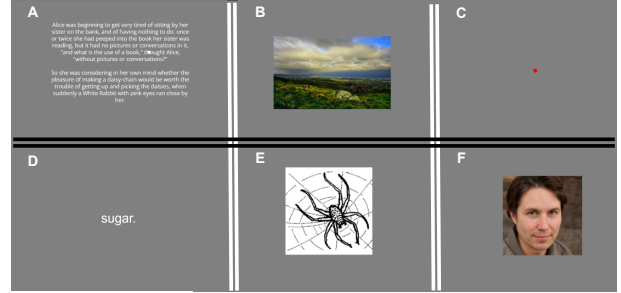 A
Alice was beginning to get very tired of sitting by her
sister on the bank, and of having nothing to do: once
or twice she had peeped into the book her sister was
reading, but it had no pictures or conversations in it,
"and what is the use of a book," thought Alice,
"without pictures or conversations?"
So she was considering in her own mind whether the
pleasure of making a daisy-chain would be worth the
trouble of getting up and picking the daisies, when
suddenly a White Rabbit with pink eyes ran close by
her.
B
C
D
sugar.
E
F